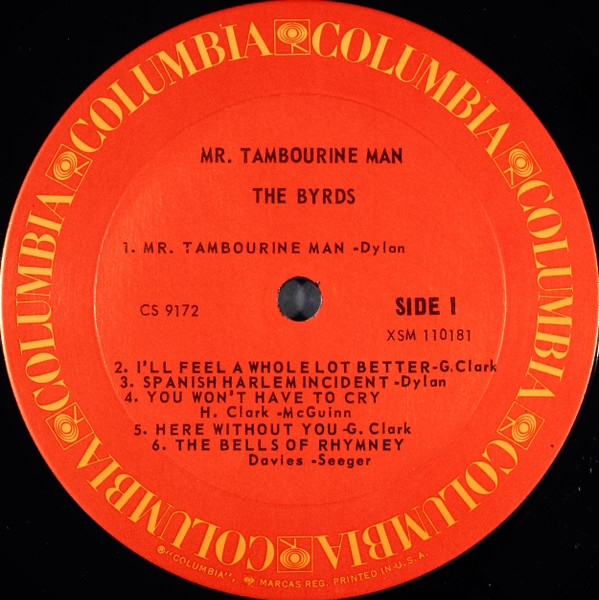 COLUMBIA COLUMBIA COLUMBIA COLUMBIA COLUMBIA COLUMBIA
MR. TAMBOURINE MAN
THE BYRDS
1. MR. TAMBOURINE MAN -Dylan
CS 9172
SIDE 1
XSM 110181
2. I'LL FEEL A WHOLE LOT BETTER-G. Clark
3. SPANISH HARLEM INCIDENT -Dylan
4. YOU WON'T HAVE TO CRY
H. Clark -McGuinn
5. HERE WITHOUT YOU -G. Clark
6. THE BELLS OF RHYMNEY
Davies -Seeger
® "COLUMBIA", MARCAS REG. PRINTED IN U.S.A.